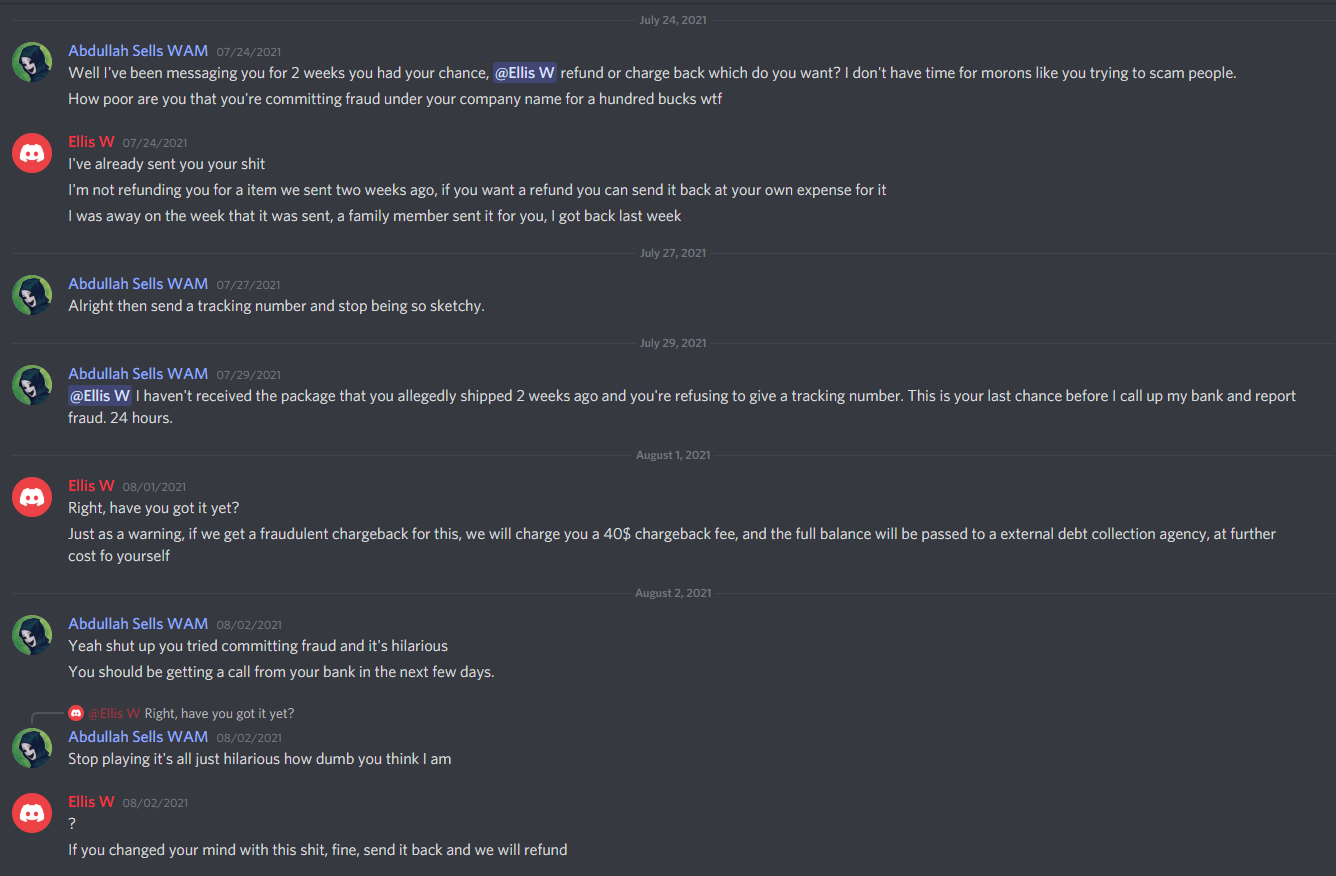 July 24, 2021
Abdullah Sells WAM 07/24/2021
Well I've been messaging you for 2 weeks you had your chance, @Ellis W refund or charge back which do you want? I don't have time for morons like you trying to scam people.
How poor are you that you're committing fraud under your company name for a hundred bucks wtf
Ellis W 07/24/2021
I've already sent you your shit
I'm not refunding you for a item we sent two weeks ago, if you want a refund you can send it back at your own expense for it
I was away on the week that it was sent, a family member sent it for you, I got back last week
July 27, 2021
Abdullah Sells WAM 07/27/2021
Alright then send a tracking number and stop being so sketchy.
July 29, 2021
Abdullah Sells WAM 07/29/2021
@Ellis W I haven't received the package that you allegedly shipped 2 weeks ago and you're refusing to give a tracking number. This is your last chance before I call up my bank and report
fraud. 24 hours.
August 1, 2021
Ellis W 08/01/2021
Right, have you got it yet?
Just as a warning, if we get a fraudulent chargeback for this, we will charge you a 40$ chargeback fee, and the full balance will be passed to a external debt collection agency, at further
cost fo yourself
August 2, 2021
Abdullah Sells WAM 08/02/2021
Yeah shut up you tried committing fraud and it's hilarious
You should be getting a call from your bank in the next few days.
@Ellis W Right, have you got it yet?
Abdullah Sells WAM 08/02/2021
Stop playing it's all just hilarious how dumb you think I am
Ellis W 08/02/2021
?
If you changed your mind with this shit, fine, send it back and we will refund